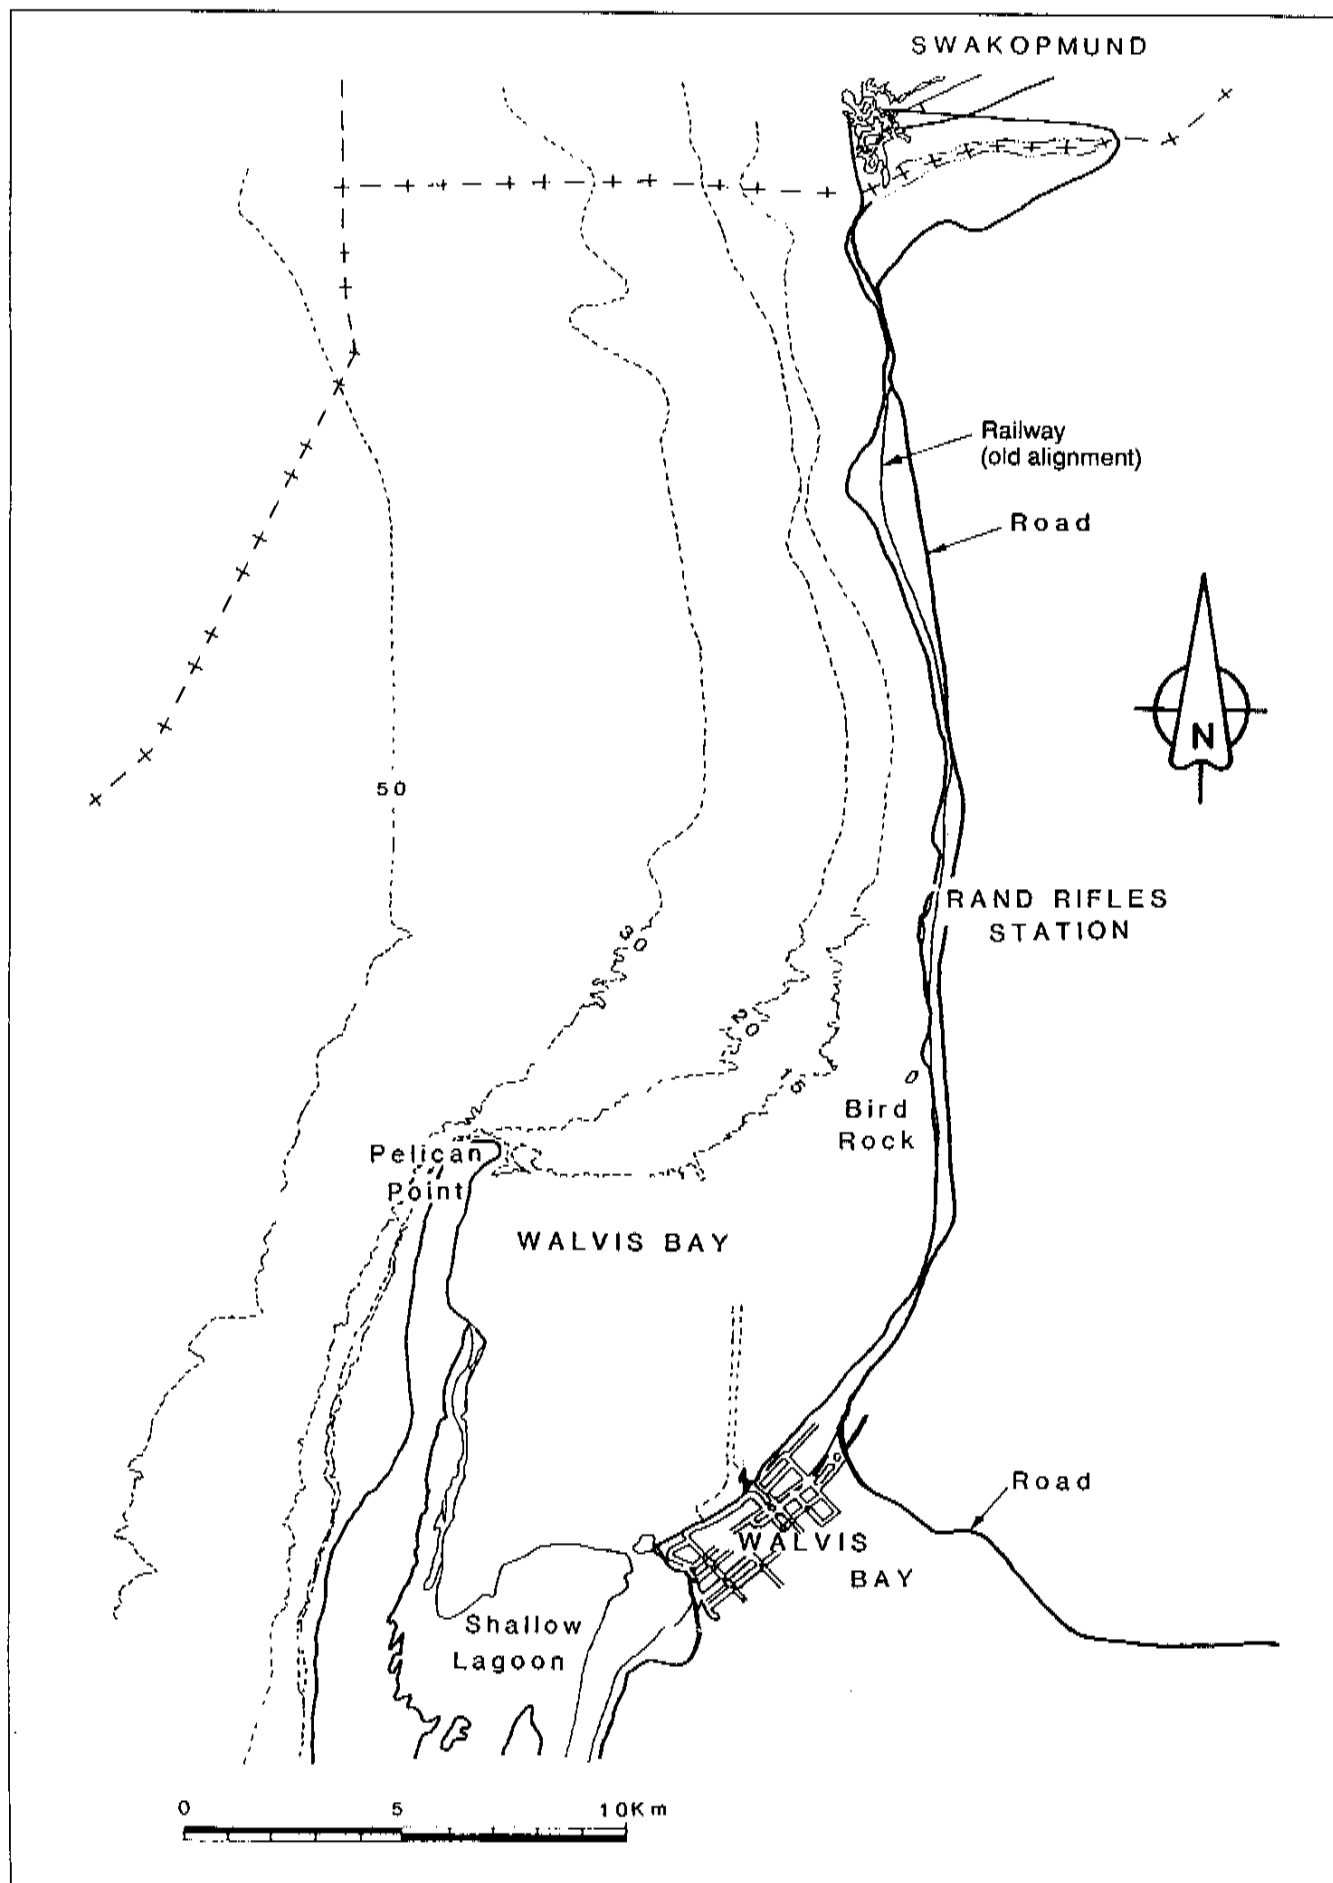 SWAKOPMUND
Railway
(old alignment)
Road
N
50
RAND RIFLES
STATION
30
20
15
Bird
Rock
Pelican
Point
WALVIS BAY
Road
WALVIS
BAY
Shallow
Lagoon
0 5 10Km